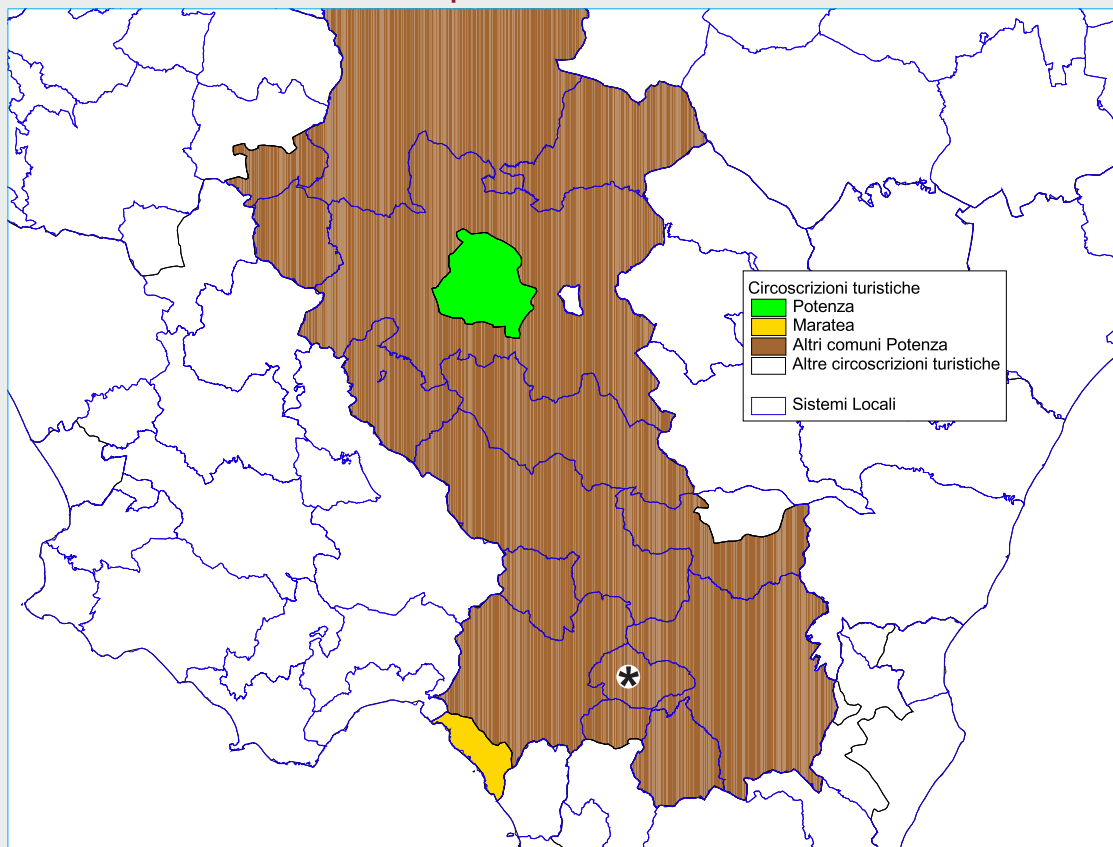 Circoscrizioni turistiche
Potenza
Maratea
Altri comuni Potenza
Altre circoscrizioni turistiche
Sistemi Locali
*